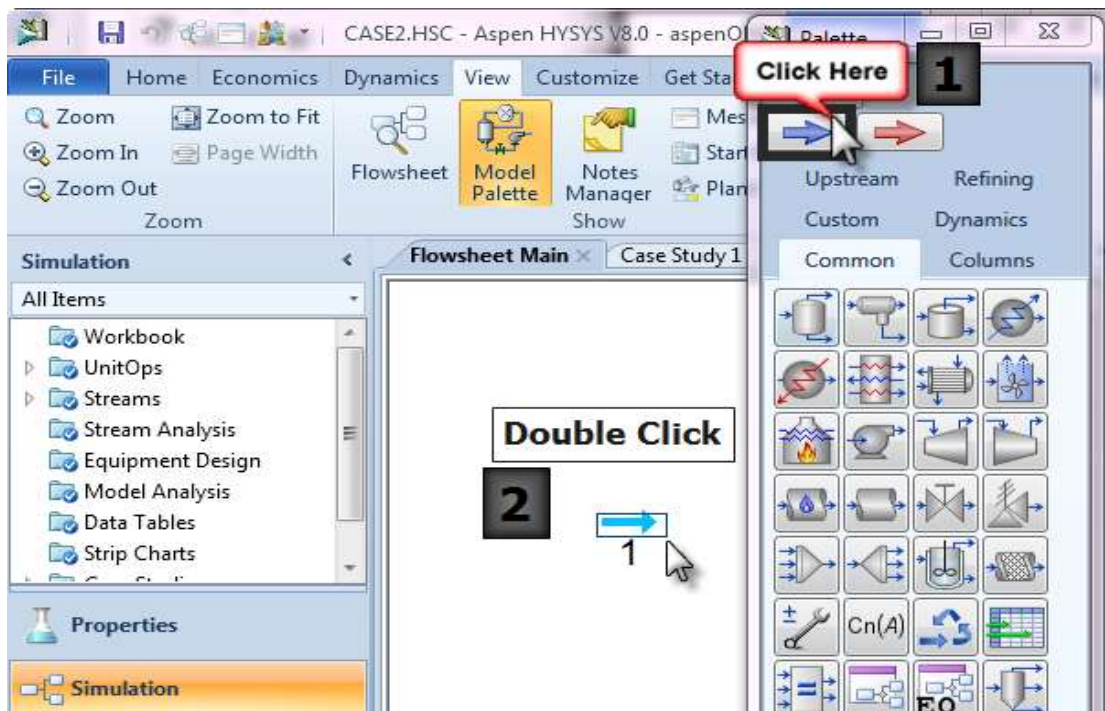 CASE2.HSC - Aspen HYSYS V8.0 - aspenO
Palette
File Home Economics Dynamics View Customize Get Sta
Click Here
1
Zoom
Zoom In
Zoom Out
Zoom to Fit
Page Width
Zoom
Flowsheet
Model
Palette
Notes
Manager
Mes
Start
Plan
Show
Upstream Refining
Custom Dynamics
Common Columns
Simulation
All Items
Workbook
UnitOps
Streams
Stream Analysis
Equipment Design
Model Analysis
Data Tables
Strip Charts
Properties
Simulation
Flowsheet Main
Case Study 1
Double Click
2
1
Cn(A)
EO